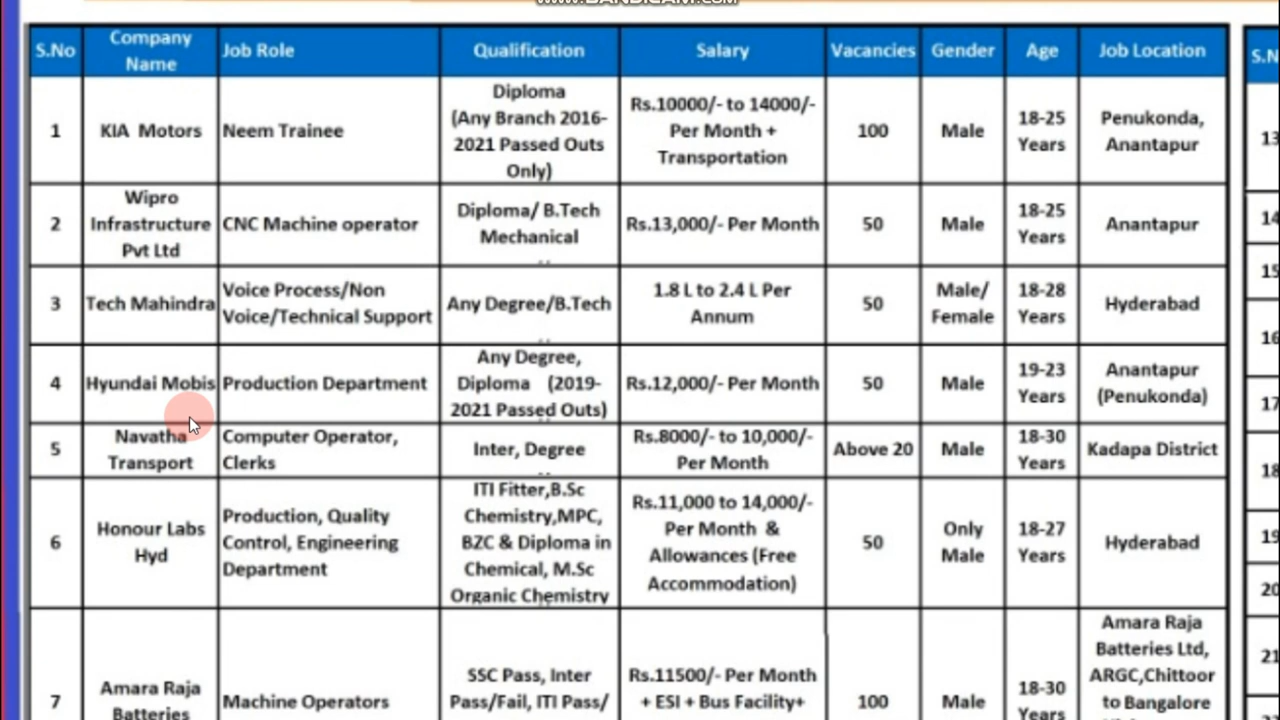 www.BANDICAM.com
S.No Company Name Job Role Qualification Salary Vacancies Gender Age Job Location
1 KIA Motors Neem Trainee Diploma (Any Branch 2016-2021 Passed Outs Only) Rs.10000/- to 14000/- Per Month + Transportation 100 Male 18-25 Years Penukonda, Anantapur
2 Wipro Infrastructure Pvt Ltd CNC Machine operator Diploma/ B.Tech Mechanical Rs.13,000/- Per Month 50 Male 18-25 Years Anantapur
3 Tech Mahindra Voice Process/Non Voice/Technical Support Any Degree/B.Tech 1.8 L to 2.4 L Per Annum 50 Male/ Female 18-28 Years Hyderabad
4 Hyundai Mobis Production Department Any Degree, Diploma (2019-2021 Passed Outs) Rs.12,000/- Per Month 50 Male 19-23 Years Anantapur (Penukonda)
5 Navatha Transport Computer Operator, Clerks Inter, Degree Rs.8000/- to 10,000/- Per Month Above 20 Male 18-30 Years Kadapa District
6 Honour Labs Hyd Production, Quality Control, Engineering Department ITI Fitter,B.Sc Chemistry,MPC, BZC & Diploma in Chemical, M.Sc Organic Chemistry Rs.11,000 to 14,000/- Per Month & Allowances (Free Accommodation) 50 Only Male 18-27 Years Hyderabad
7 Amara Raja Batteries Machine Operators SSC Pass, Inter Pass/Fail, ITI Pass/ Rs.11500/- Per Month + ESI + Bus Facility+ 100 Male 18-30 Years Amara Raja Batteries Ltd, ARGC,Chittoor to Bangalore
S.N
13
14
15
16
17
18
19
20
21